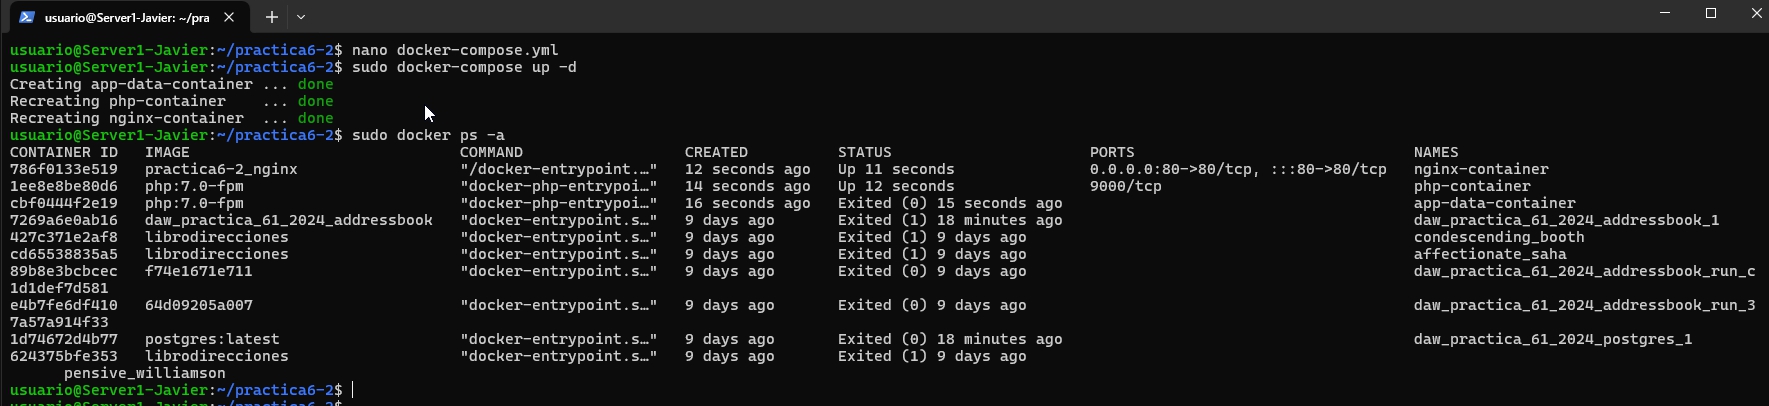 usuario@Server1-Javier: ~/pra
usuario@Server1-Javier:~/practica6-2$ nano docker-compose.yml
usuario@Server1-Javier:~/practica6-2$ sudo docker-compose up -d
Creating app-data-container ... done
Recreating php-container    ... done
Recreating nginx-container  ... done
usuario@Server1-Javier:~/practica6-2$ sudo docker ps -a
CONTAINER ID   IMAGE                             COMMAND                  CREATED          STATUS                      PORTS                               NAMES
786f0133e519   practica6-2_nginx                 "/docker-entrypoint.…"   12 seconds ago   Up 11 seconds               0.0.0.0:80->80/tcp, :::80->80/tcp   nginx-container
1ee8e8be80d6   php:7.0-fpm                       "docker-php-entrypoi…"   14 seconds ago   Up 12 seconds               9000/tcp                            php-container
cbf0444f2e19   php:7.0-fpm                       "docker-php-entrypoi…"   16 seconds ago   Exited (0) 15 seconds ago                                       app-data-container
7269a6e0ab16   daw_practica_61_2024_addressbook   "docker-entrypoint.s…"   9 days ago       Exited (1) 18 minutes ago                                       daw_practica_61_2024_addressbook_1
427c371e2af8   librodirecciones                  "docker-entrypoint.s…"   9 days ago       Exited (1) 9 days ago                                           condescending_booth
cd65538835a5   librodirecciones                  "docker-entrypoint.s…"   9 days ago       Exited (1) 9 days ago                                           affectionate_saha
89b8e3bcbcec   f74e1671e711                      "docker-entrypoint.s…"   9 days ago       Exited (0) 9 days ago                                           daw_practica_61_2024_addressbook_run_c
1d1def7d581
e4b7fe6df410   64d09205a007                      "docker-entrypoint.s…"   9 days ago       Exited (0) 9 days ago                                           daw_practica_61_2024_addressbook_run_3
7a57a914f33
1d74672d4b77   postgres:latest                   "docker-entrypoint.s…"   9 days ago       Exited (0) 18 minutes ago                                       daw_practica_61_2024_postgres_1
624375bfe353   librodirecciones                  "docker-entrypoint.s…"   9 days ago       Exited (1) 9 days ago
      pensive_williamson
usuario@Server1-Javier:~/practica6-2$
usuario@Server1-Javier:~/practica6-2$